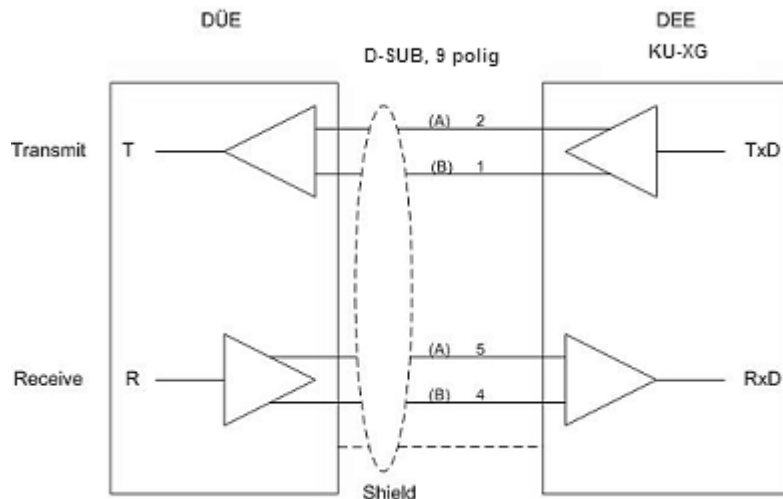 DÜE
DEE
D-SUB, 9 polig
KU-XG
(A) 2
Transmit T
TxD
(B) 1
(A) 5
Receive R
RxD
(B) 4
Shield